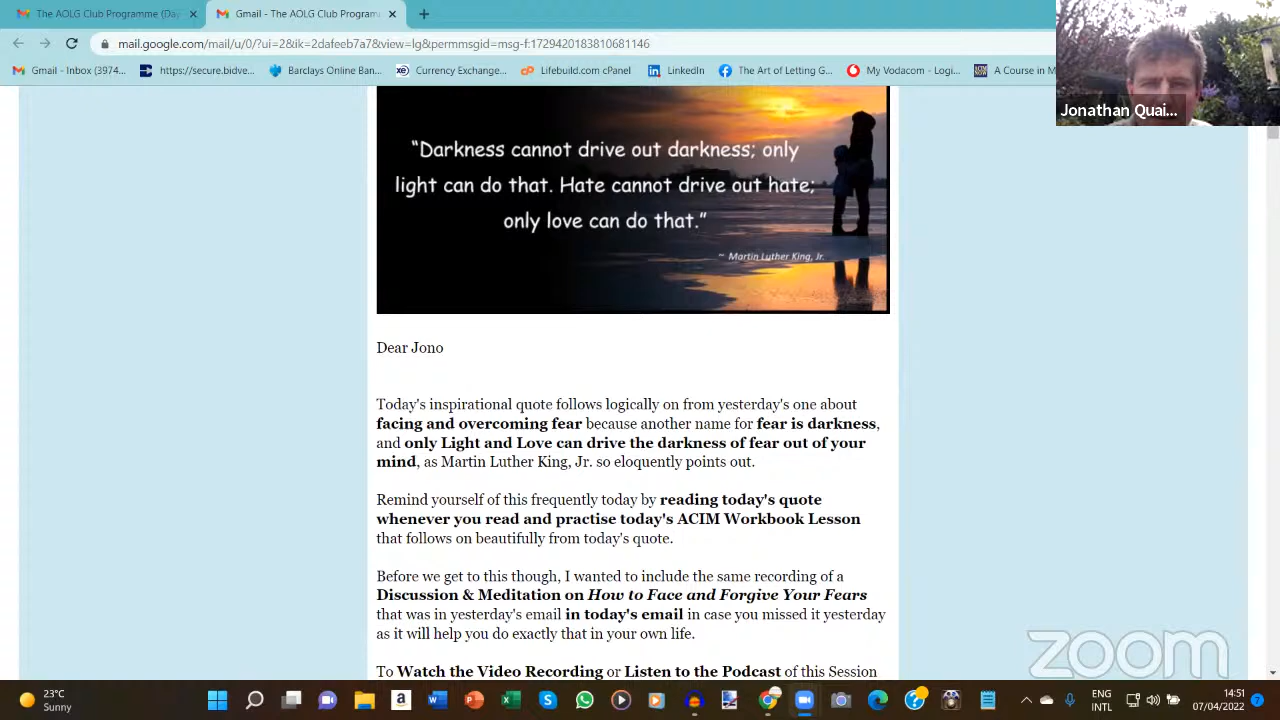 The AOLG Club Programme (Day
Gmail - The AOLG Club Program
mail.google.com/mail/u/0/?ui=2&ik=2dafeeb7a7&view=lg&permmsgid=msg-f:1729420183810681146
Gmail - Inbox (3974...
https://secure.bidve...
Barclays Online Ban...
Currency Exchange...
Lifebuild.com cPanel
LinkedIn
The Art of Letting G...
My Vodacom - Logi...
A Course in M
Jonathan Quai...
“Darkness cannot drive out darkness; only
light can do that. Hate cannot drive out hate;
only love can do that.”
~ Martin Luther King, Jr.
Dear Jono
Today's inspirational quote follows logically on from yesterday's one about
facing and overcoming fear because another name for fear is darkness,
and only Light and Love can drive the darkness of fear out of your
mind, as Martin Luther King, Jr. so eloquently points out.
Remind yourself of this frequently today by reading today's quote
whenever you read and practise today's ACIM Workbook Lesson
that follows on beautifully from today's quote.
Before we get to this though, I wanted to include the same recording of a
Discussion & Meditation on How to Face and Forgive Your Fears
that was in yesterday's email in today's email in case you missed it yesterday
as it will help you do exactly that in your own life.
To Watch the Video Recording or Listen to the Podcast of this Session
zoom
23°C
Sunny
ENG
INTL
14:51
07/04/2022